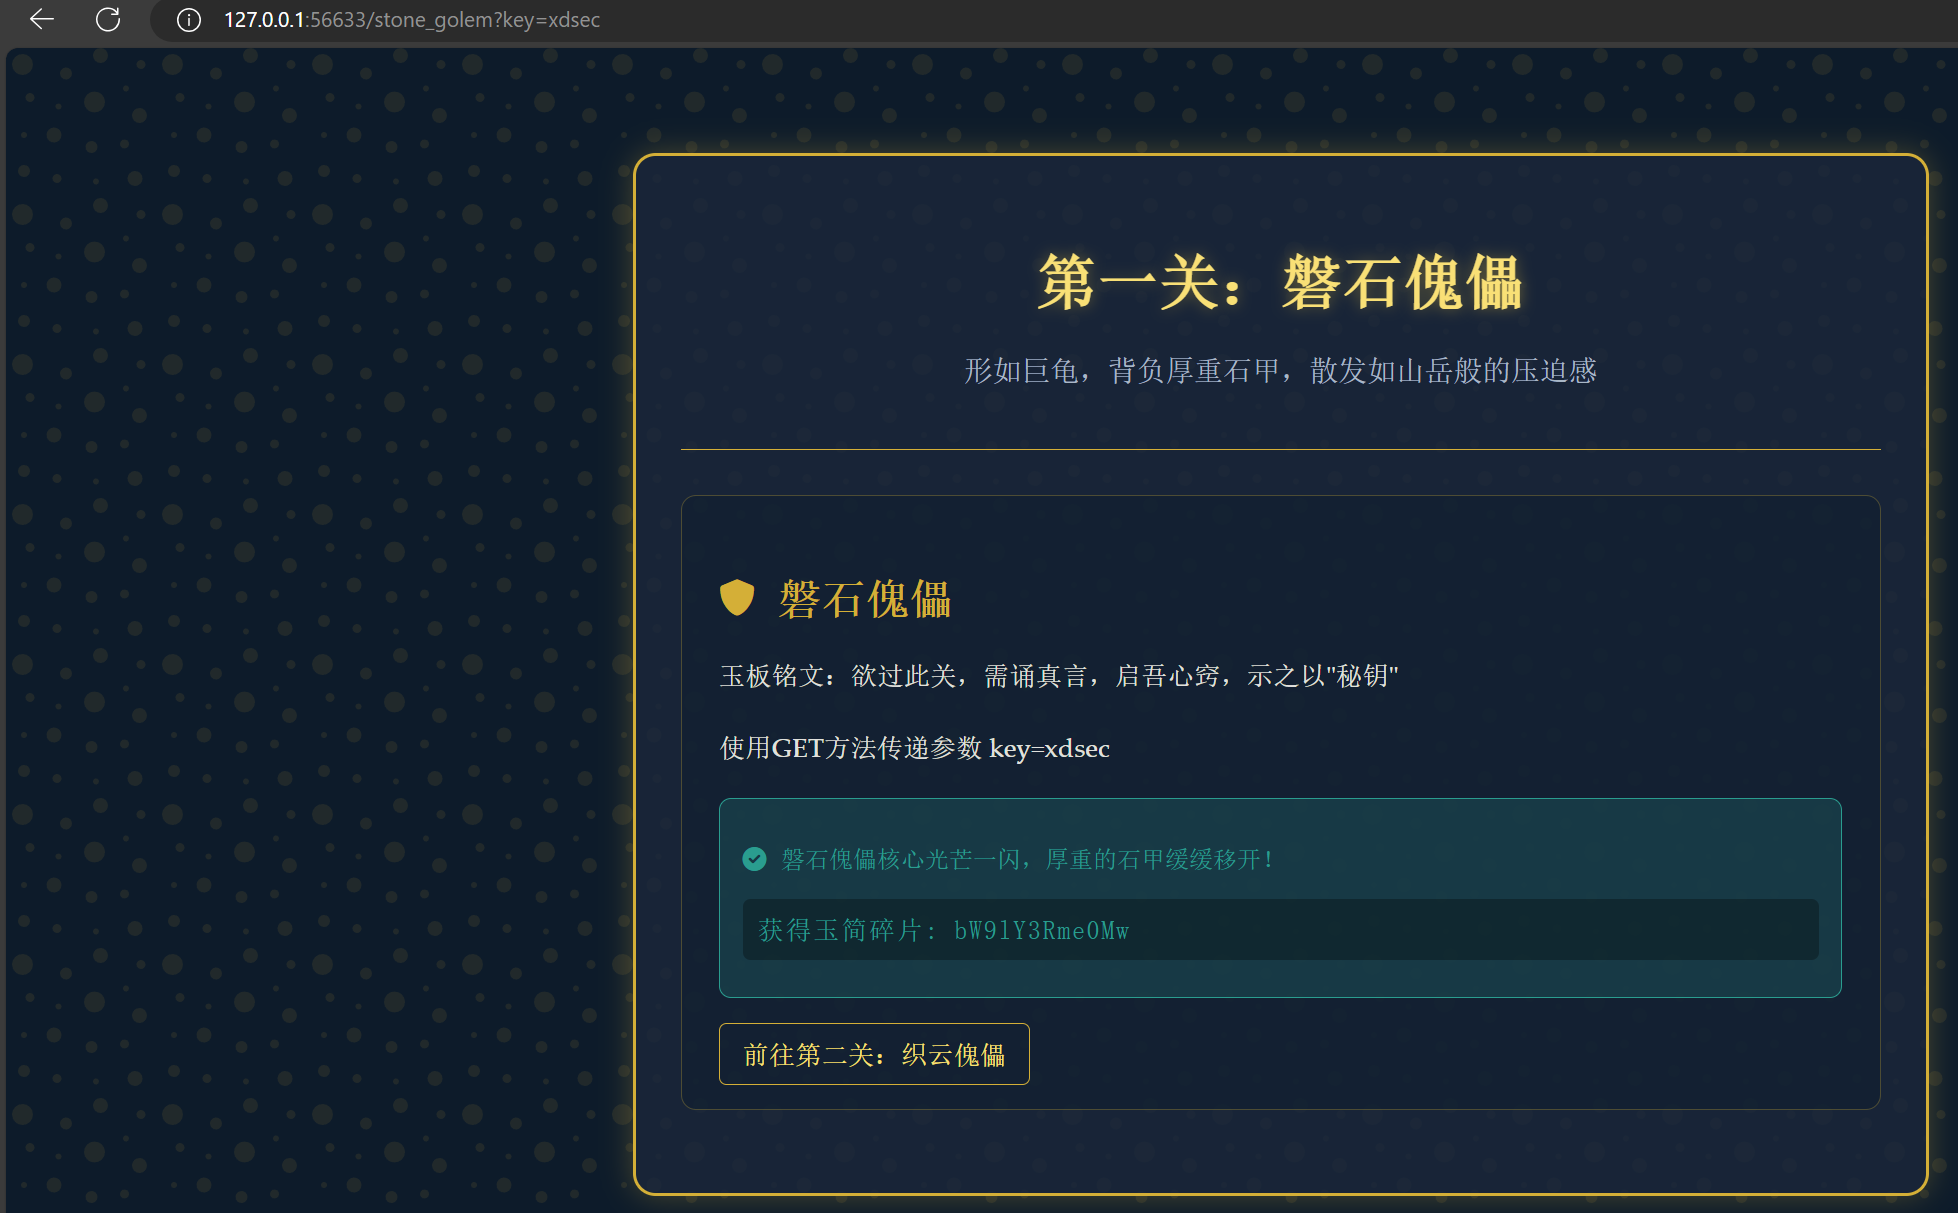 127.0.0.1:56633/stone_golem?key=xdsec
第一关：磐石傀儡
形如巨龟，背负厚重石甲，散发如山岳般的压迫感
磐石傀儡
玉板铭文：欲过此关，需诵真言，启吾心窍，示之以"秘钥"
使用GET方法传递参数 key=xdsec
磐石傀儡核心光芒一闪，厚重的石甲缓缓移开！
获得玉简碎片: bW9lY3Rme0Mw
前往第二关：织云傀儡